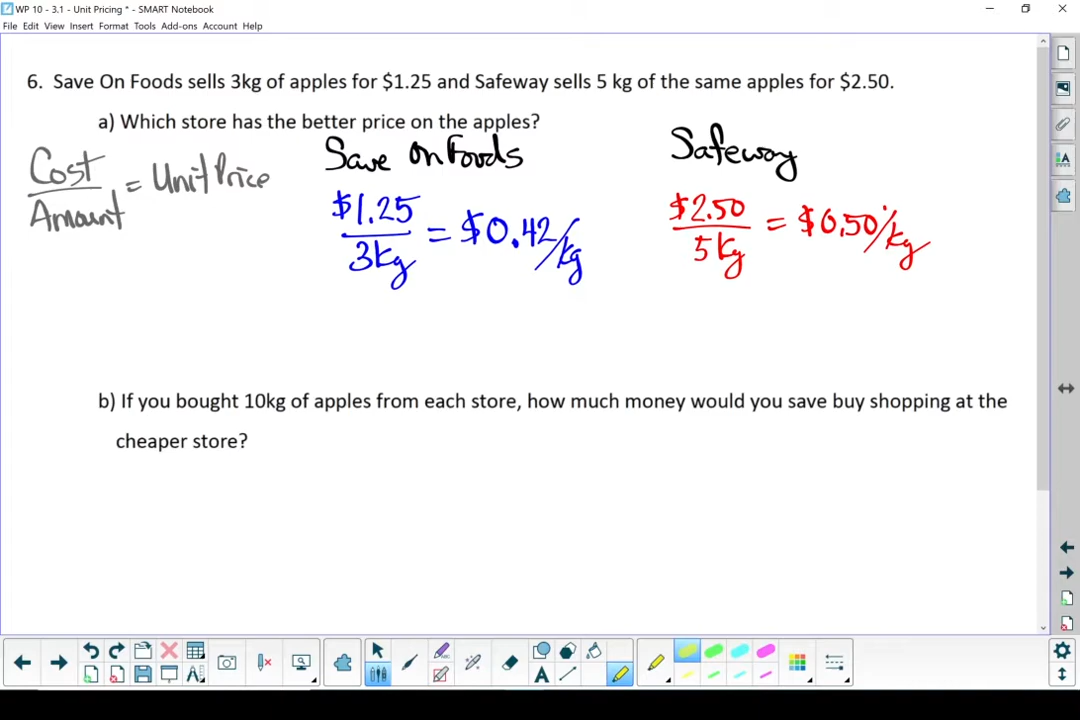 WP 10 - 3.1 - Unit Pricing * - SMART Notebook
File Edit View Insert Format Tools Add-ons Account Help
6. Save On Foods sells 3kg of apples for $1.25 and Safeway sells 5 kg of the same apples for $2.50.
a) Which store has the better price on the apples?
Cost/Amount = Unit Price
Save On Foods
$1.25/3kg = $0.42/kg
Safeway
$2.50/5kg = $0.50/kg
b) If you bought 10kg of apples from each store, how much money would you save buy shopping at the
cheaper store?